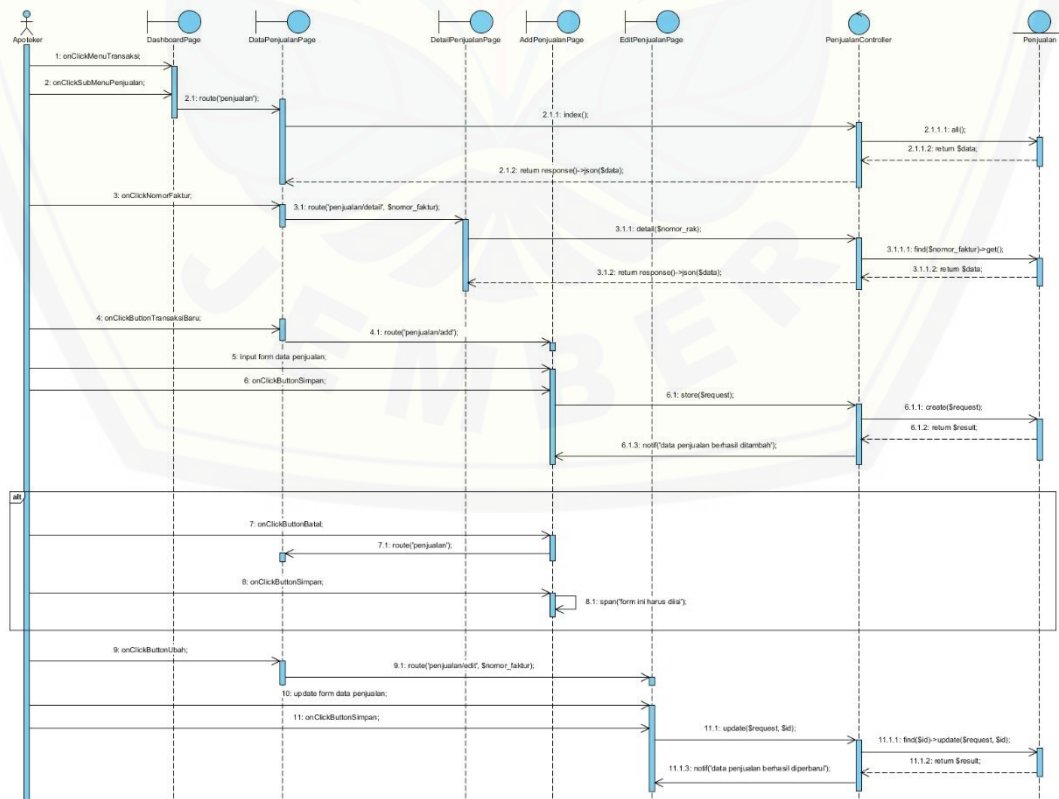 Apoteker
DashboardPage
DataPenjualanPage
DetailPenjualanPage
AddPenjualanPage
EditPenjualanPage
PenjualanController
Penjualan
1: onClickMenuTransaksi;
2: onClickSubMenuPenjualan;
2.1: route('penjualan');
2.1.1: index();
2.1.1.1: all();
2.1.1.2: return $data;
2.1.2: return response()->json($data);
3: onClickNomorFaktur;
3.1: route('penjualan/detail', $nomor_faktur);
3.1.1: detail($nomor_rak);
3.1.1.1: find($nomor_faktur)->get();
3.1.1.2: return $data;
3.1.2: return response()->json($data);
4: onClickButtonTransaksiBaru;
4.1: route('penjualan/add');
5: input form data penjualan;
6: onClickButtonSimpan;
6.1: store($request);
6.1.1: create($request);
6.1.2: return $result;
6.1.3: notif('data penjualan berhasil ditambah');
alt
7: onClickButtonBatal;
7.1: route('penjualan');
8: onClickButtonSimpan;
8.1: span('form ini harus diisi');
9: onClickButtonUbah;
9.1: route('penjualan/edit', $nomor_faktur);
10: update form data penjualan;
11: onClickButtonSimpan;
11.1: update($request, $id);
11.1.1: find($id)->update($request, $id);
11.1.2: return $result;
11.1.3: notif('data penjualan berhasil diperbarui');
JEMBER